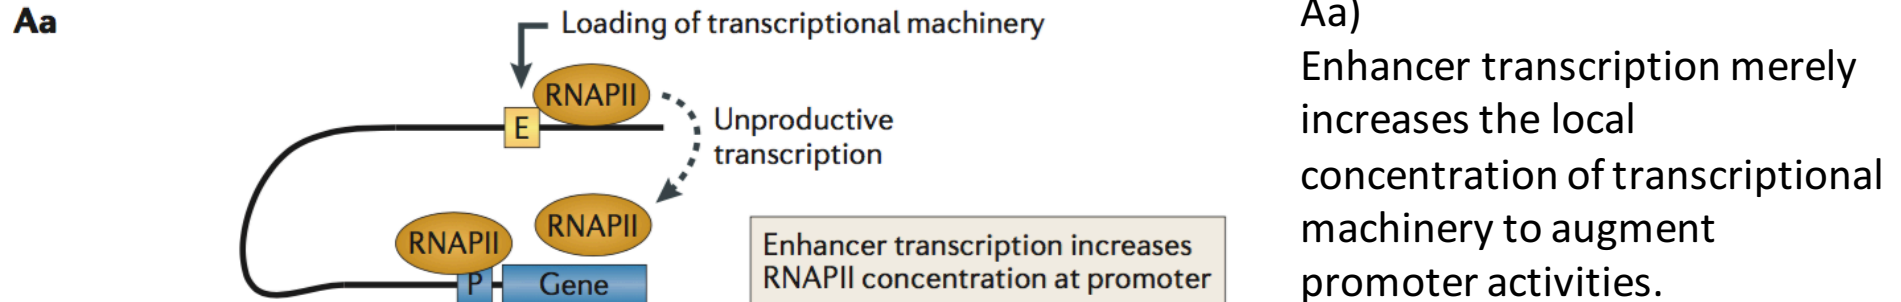 Aa
Loading of transcriptional machinery
RNAPII
E
Unproductive
transcription
RNAPII
RNAPII
P
Gene
Enhancer transcription increases
RNAPII concentration at promoter
Aa)
Enhancer transcription merely
increases the local
concentration of transcriptional
machinery to augment
promoter activities.